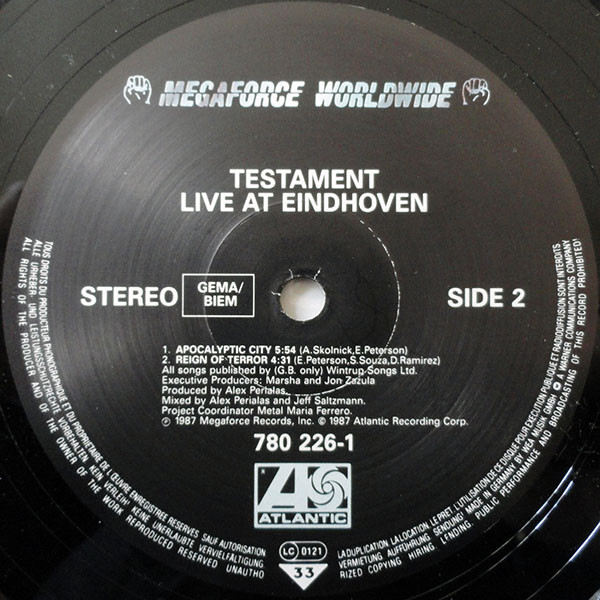 MEGAFORCE WORLDWIDE
TESTAMENT
LIVE AT EINDHOVEN
STEREO
GEMA/
BIEM
SIDE 2
1. APOCALYPTIC CITY 5:54 (A.Skolnick,E.Peterson)
2. REIGN OF TERROR 4:31 (E.Peterson,S.Souza,D.Ramirez)
All songs published by (G.B. only) Wintrup Songs Ltd.
Executive Producers: Marsha and Jon Zazula
Produced by Alex Perialas.
Mixed by Alex Perialas and Jeff Saltzmann.
Project Coordinator Metal Maria Ferrero.
Ⓟ 1987 Megaforce Records, Inc. © 1987 Atlantic Recording Corp.
780 226-1
ATLANTIC
LC 0121
33
TOUS DROITS DU PRODUCTEUR PHONOGRAPHIQUE ET DU PROPRIETAIRE DE L'ŒUVRE ENREGISTREE RESERVES SAUF AUTORISATION
LA DUPLICATION, LA LOCATION, LE PRET, L'UTILISATION DE CE DISQUE POUR EXECUTION PUBLIQUE ET RADIODIFFUSION SONT INTERDITS
ALLE URHEBER- UND LEISTUNGSSCHUTZRECHTE VORBEHALTEN KEIN VERLEIH! KEINE UNERLAUBTE VERVIELFÄLTIGUNG
VERMIETUNG, AUFFÜHRUNG, SENDUNG, MADE IN GERMANY BY WEA MUSIK GMBH A WARNER COMMUNICATIONS COMPANY
ALL RIGHTS OF THE PRODUCER AND OF THE OWNER OF THE WORK REPRODUCED RESERVED UNAUTHO
RIZED COPYING, HIRING, LENDING, PUBLIC PERFORMANCE AND BROADCASTING OF THIS RECORD PROHIBITED!